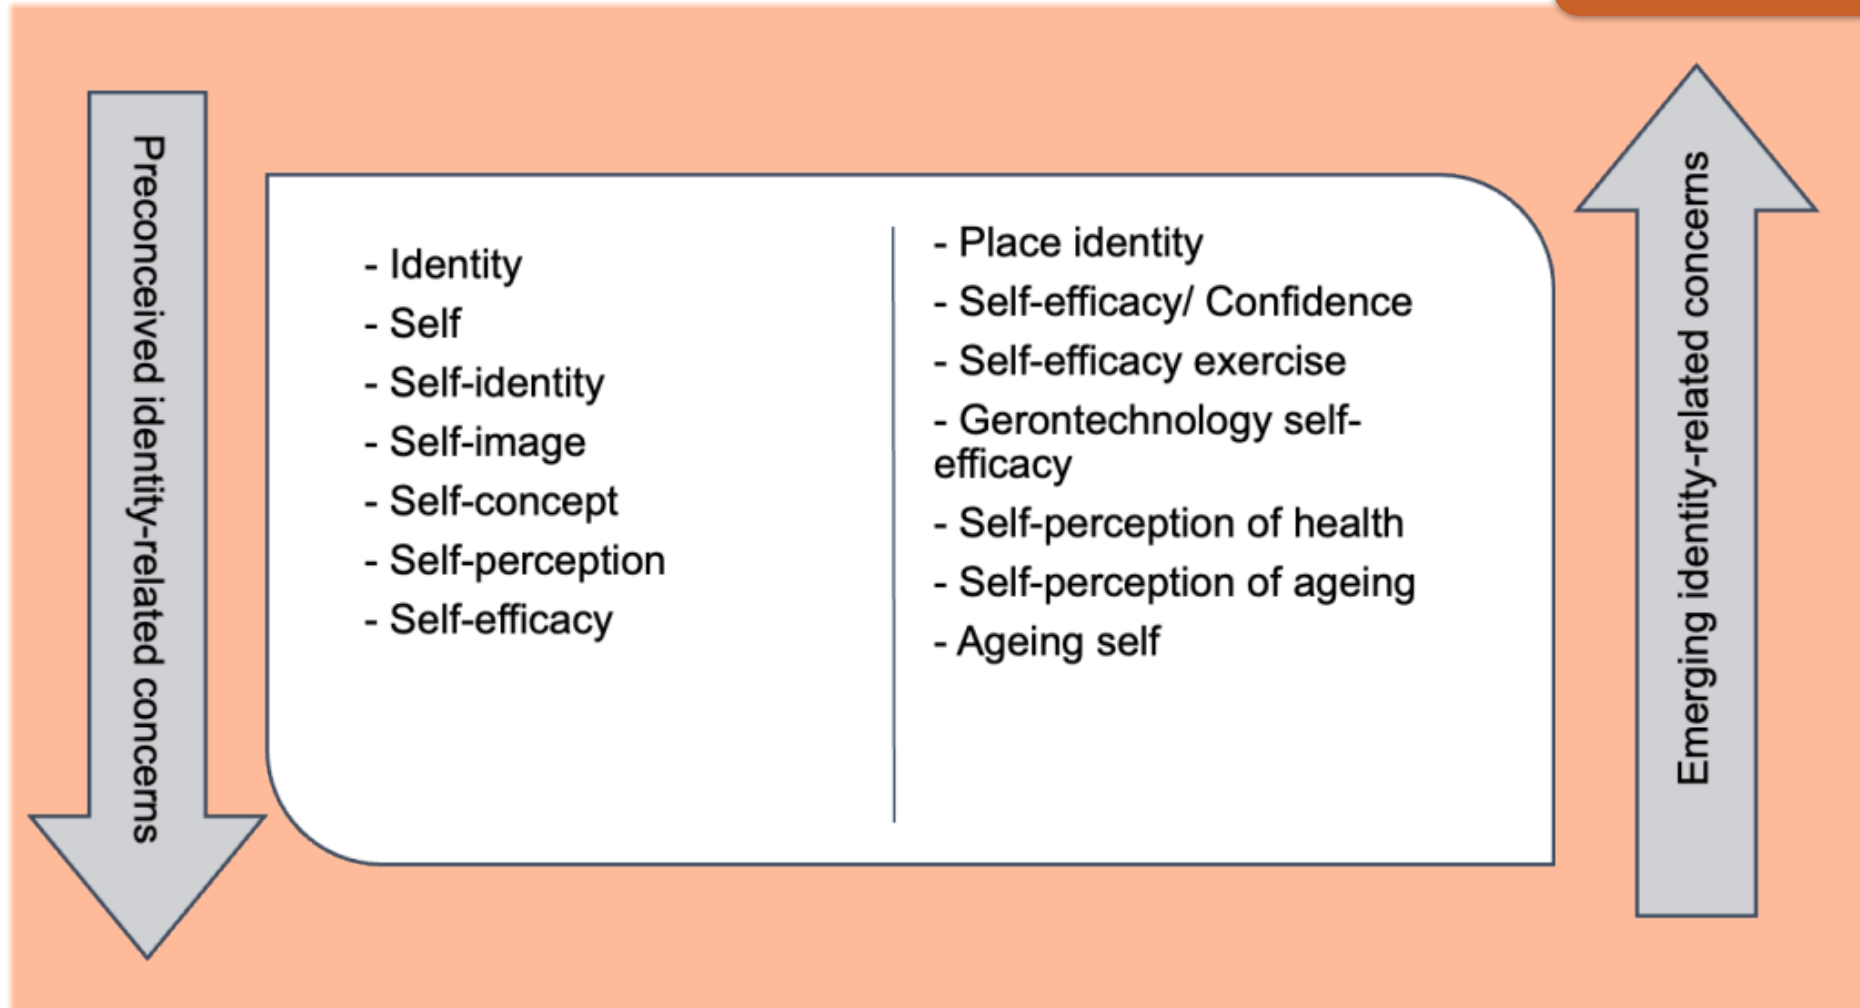 Preconceived identity-related concerns
- Identity
- Self
- Self-identity
- Self-image
- Self-concept
- Self-perception
- Self-efficacy
- Place identity
- Self-efficacy/ Confidence
- Self-efficacy exercise
- Gerontechnology self-
efficacy
- Self-perception of health
- Self-perception of ageing
- Ageing self
Emerging identity-related concerns